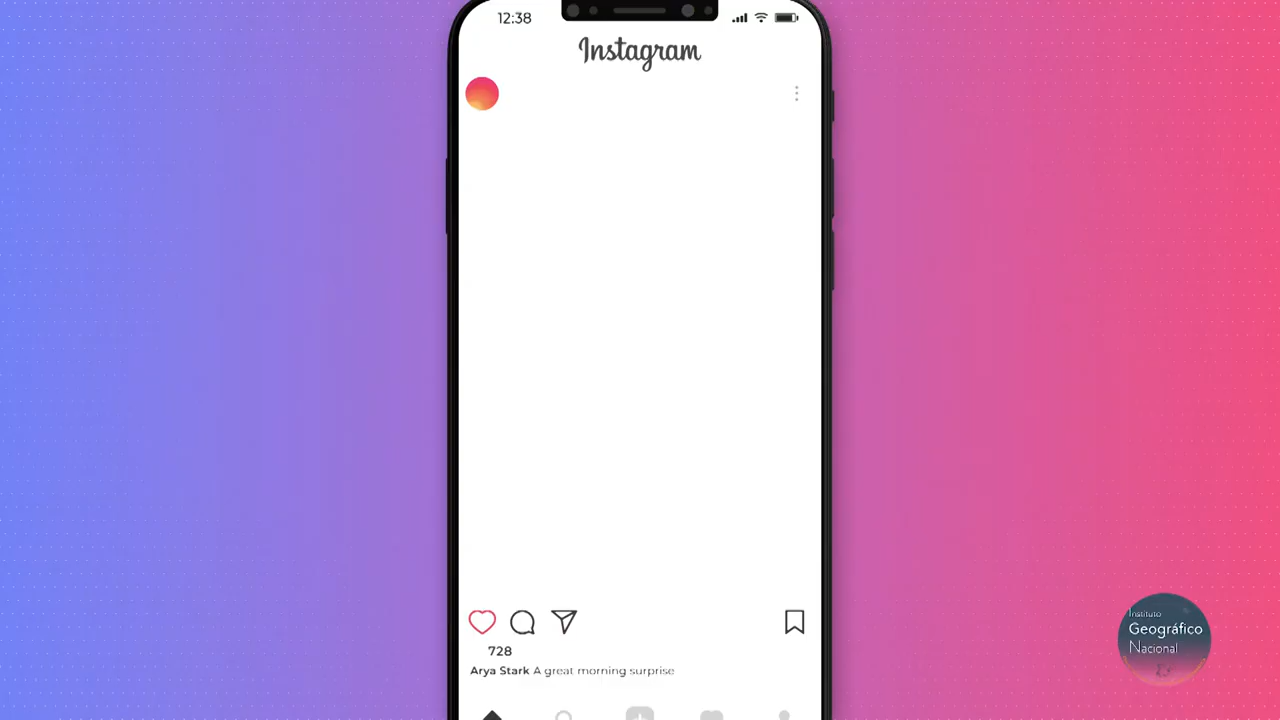 12:38
Instagram
728
Arya Stark A great morning surprise
Instituto
Geográfico
Nacional